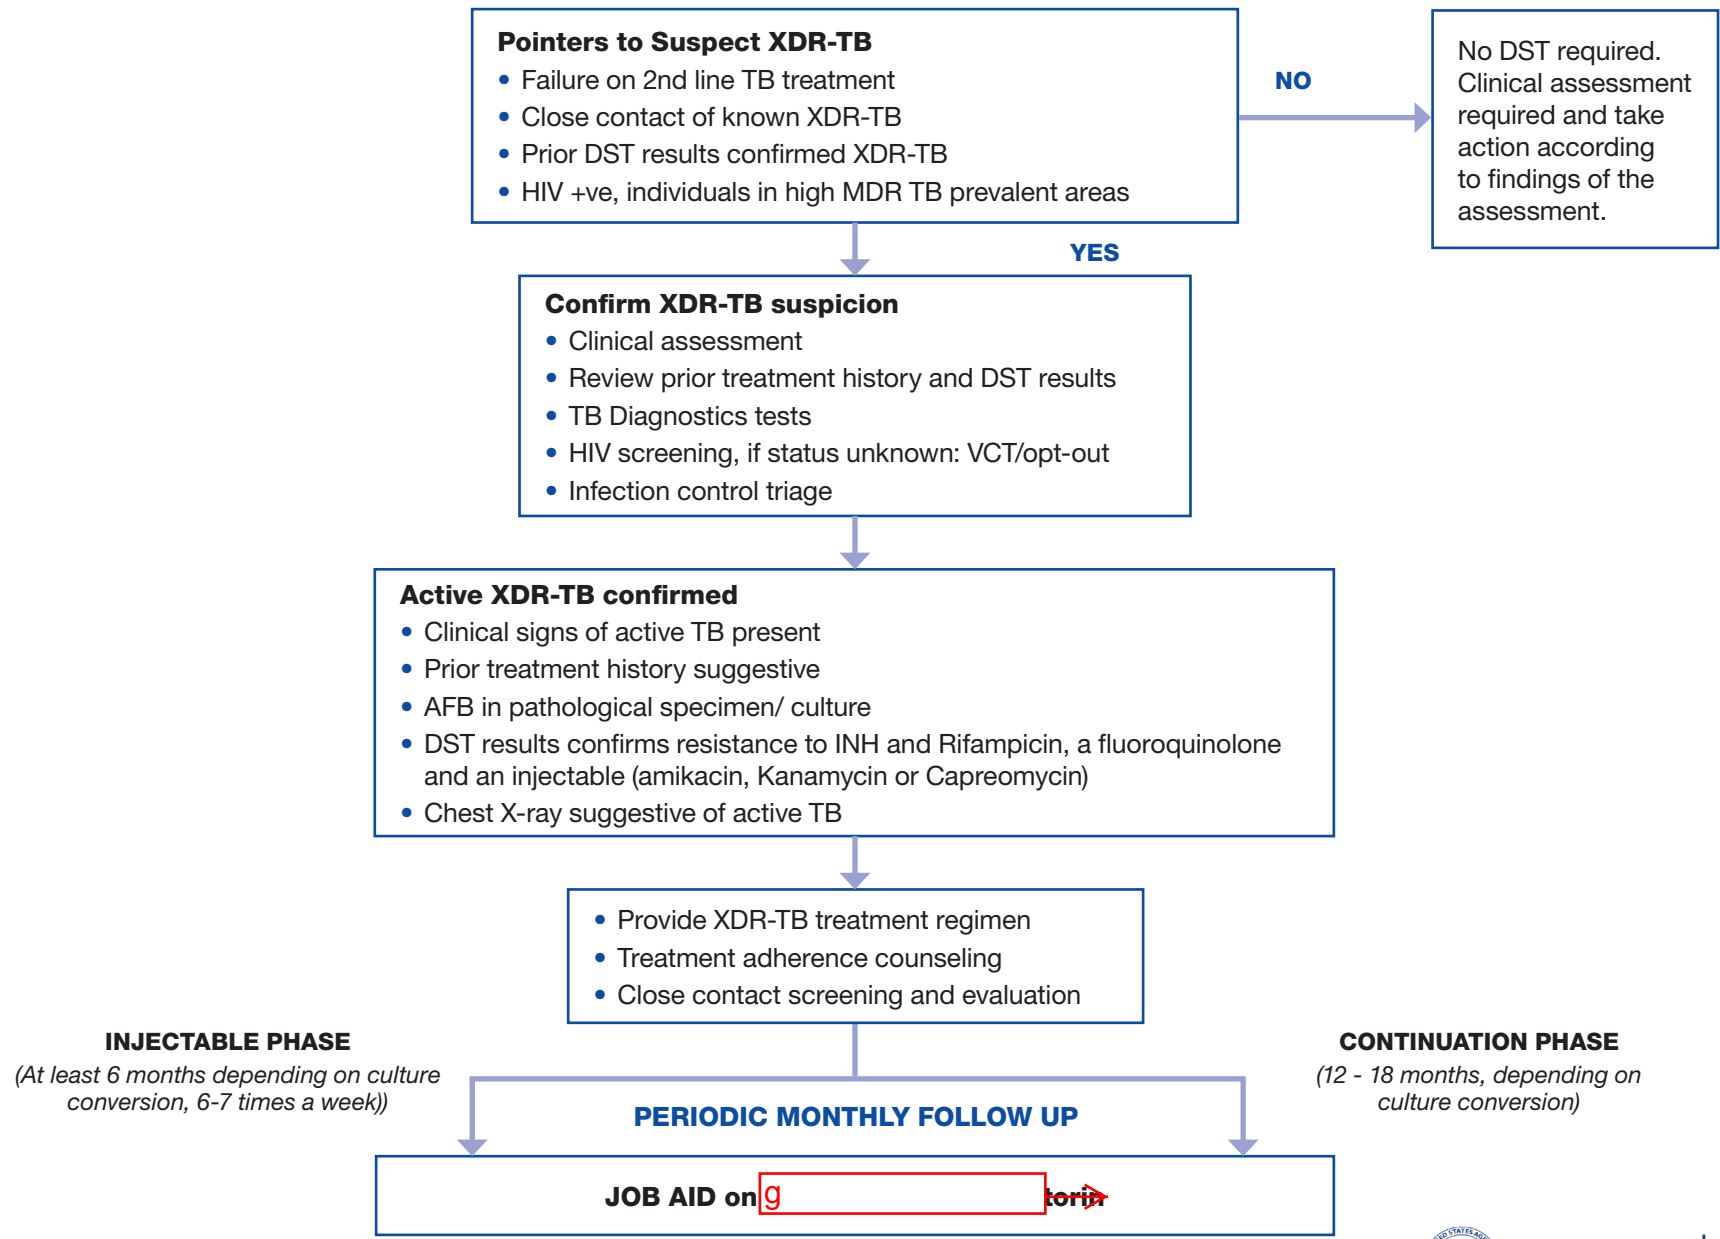 Pointers to Suspect XDR-TB
• Failure on 2nd line TB treatment
• Close contact of known XDR-TB
• Prior DST results confirmed XDR-TB
• HIV +ve, individuals in high MDR TB prevalent areas
NO
No DST required.
Clinical assessment
required and take
action according
to findings of the
assessment.
YES
Confirm XDR-TB suspicion
• Clinical assessment
• Review prior treatment history and DST results
• TB Diagnostics tests
• HIV screening, if status unknown: VCT/opt-out
• Infection control triage
Active XDR-TB confirmed
• Clinical signs of active TB present
• Prior treatment history suggestive
• AFB in pathological specimen/ culture
• DST results confirms resistance to INH and Rifampicin, a fluoroquinolone
and an injectable (amikacin, Kanamycin or Capreomycin)
• Chest X-ray suggestive of active TB
• Provide XDR-TB treatment regimen
• Treatment adherence counseling
• Close contact screening and evaluation
INJECTABLE PHASE
(At least 6 months depending on culture
conversion, 6-7 times a week))
CONTINUATION PHASE
(12 - 18 months, depending on
culture conversion)
PERIODIC MONTHLY FOLLOW UP
JOB AID on g torin